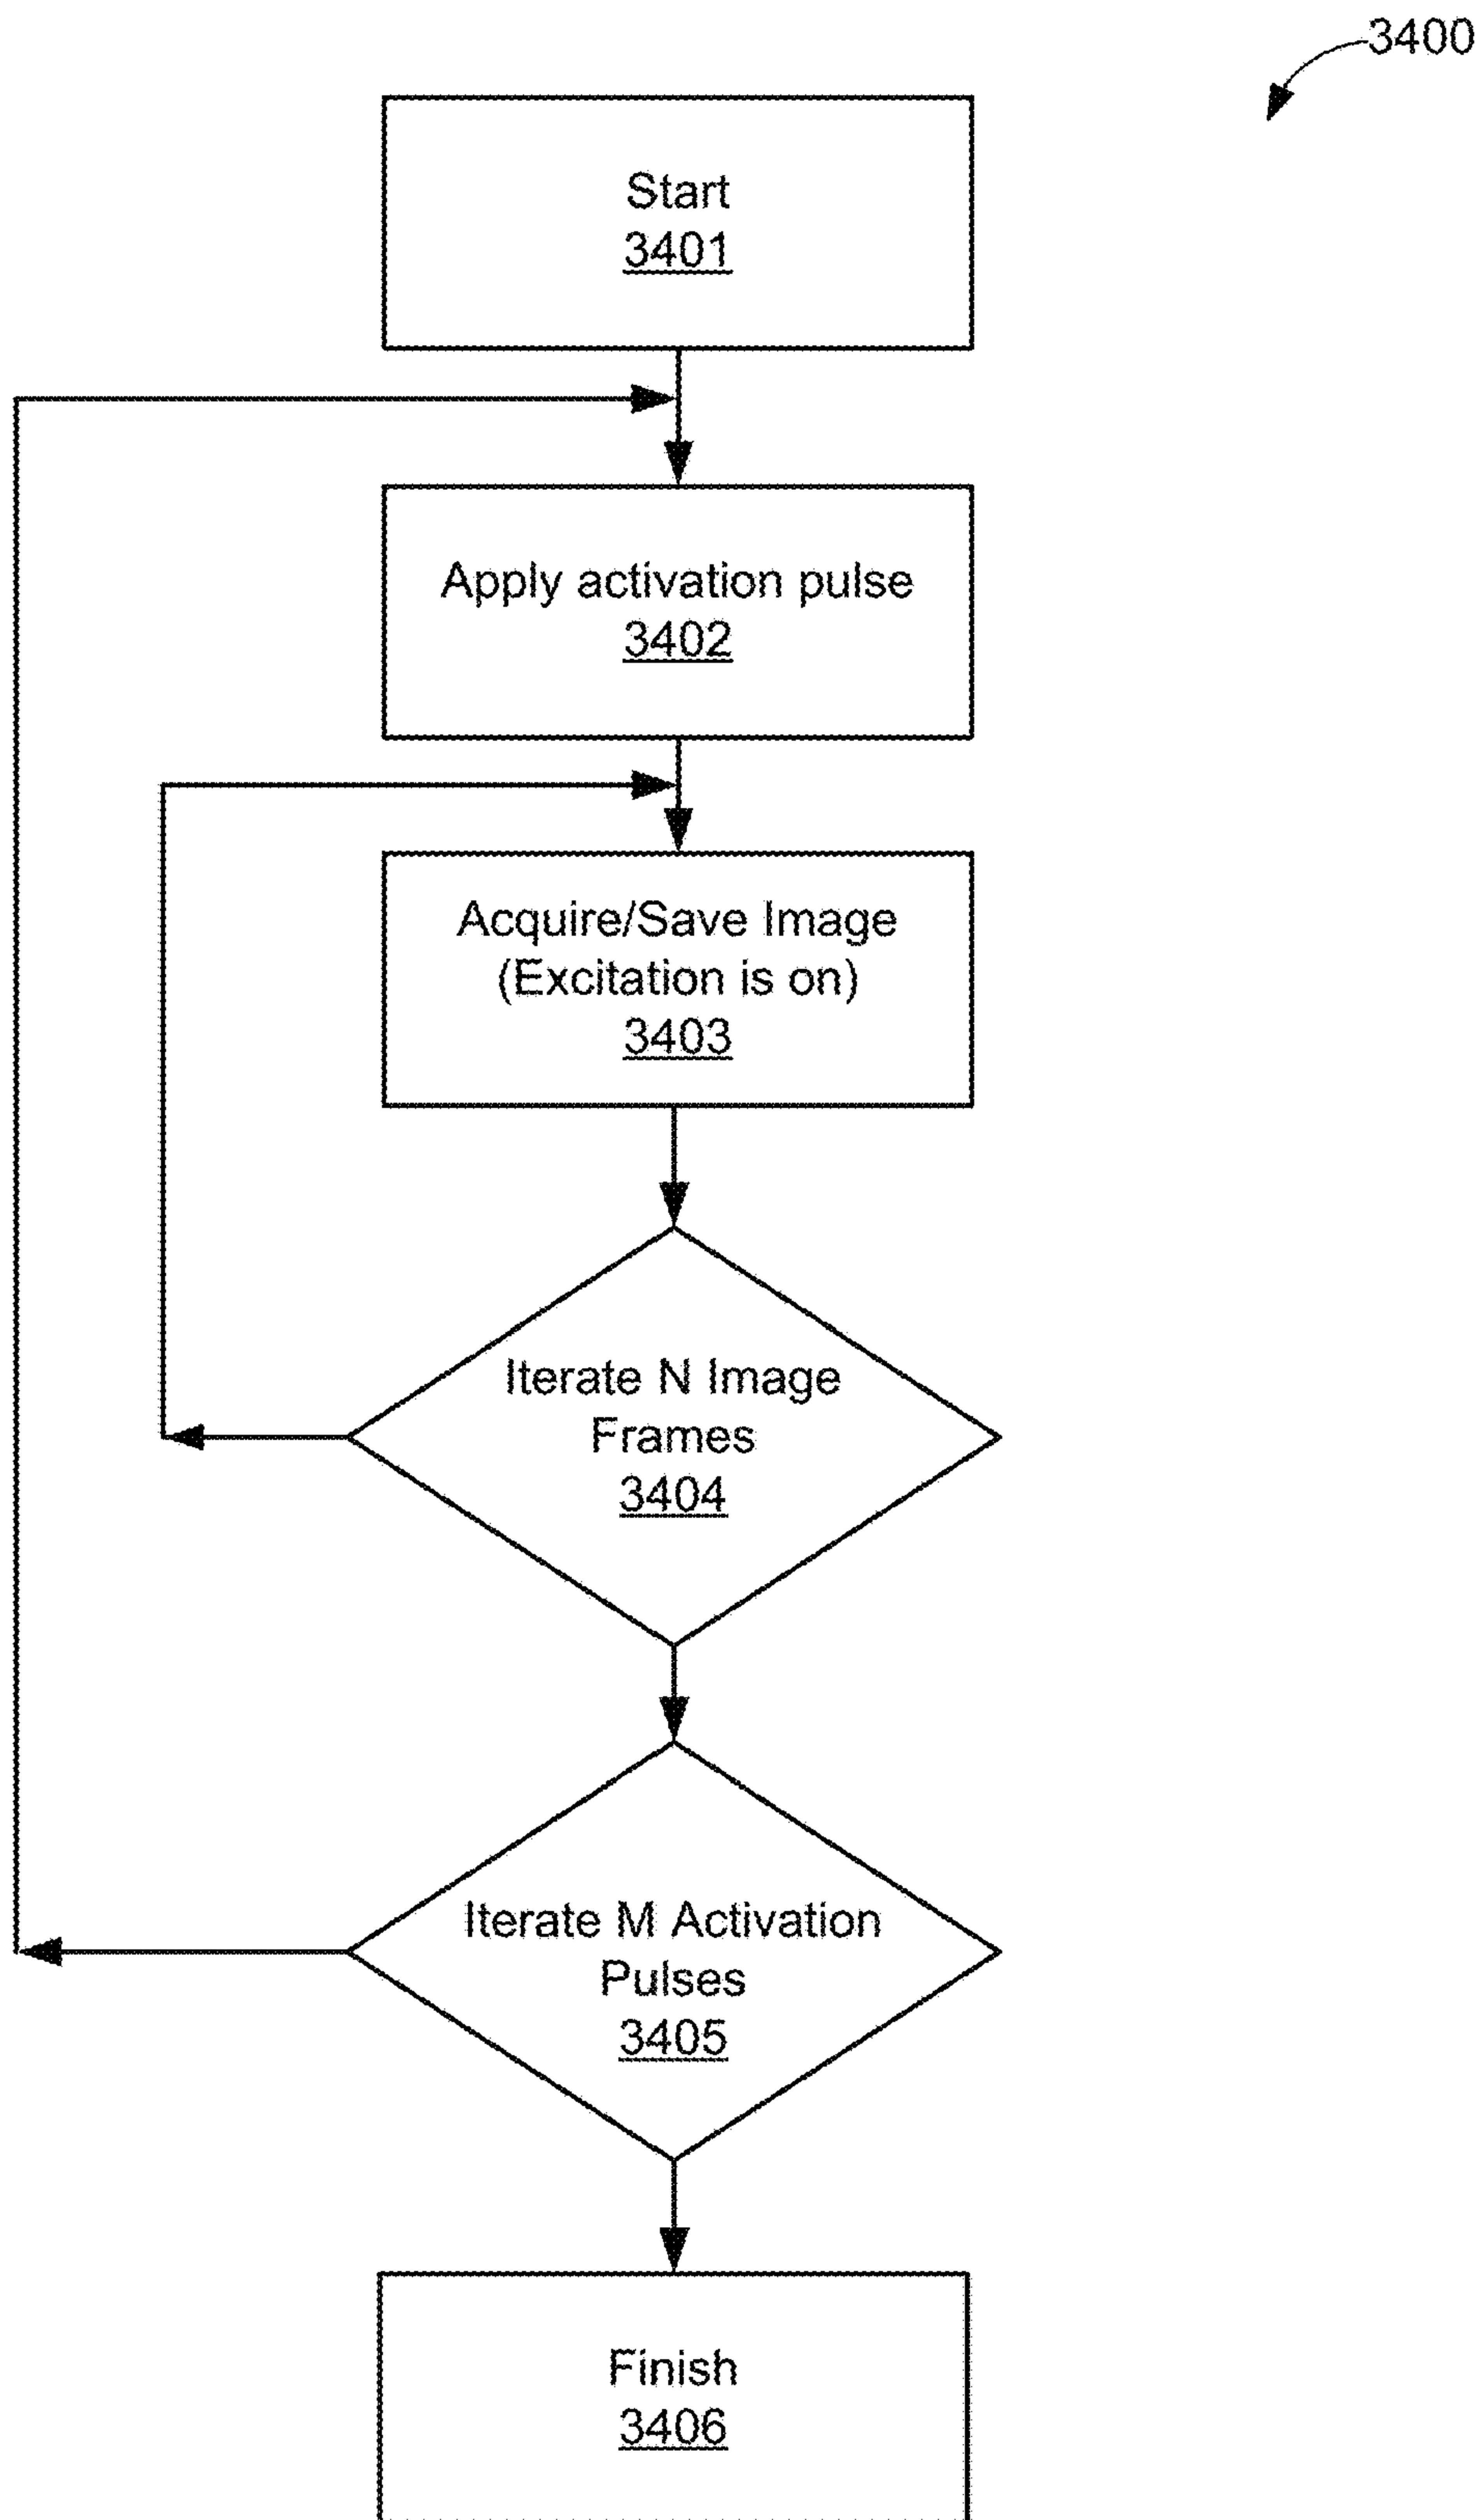 3400
Start
3401
Apply activation pulse
3402
Acquire/Save Image
(Excitation is on)
3403
Iterate N Image
Frames
3404
Iterate M Activation
Pulses
3405
Finish
3406